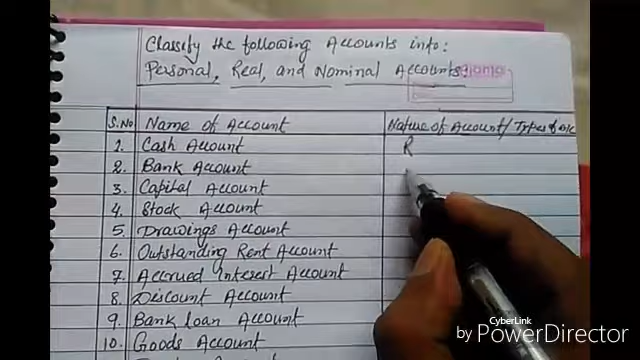 Classify the following Accounts into:
Personal, Real, and Nominal Accounts.
S.No Name of Account Nature of Account/Types of A/C
1. Cash Account R
2. Bank Account
3. Capital Account
4. Stock Account
5. Drawings Account
6. Outstanding Rent Account
7. Accrued Interest Account
8. Discount Account
9. Bank loan Account
10. Goods Account
CyberLink
by PowerDirector